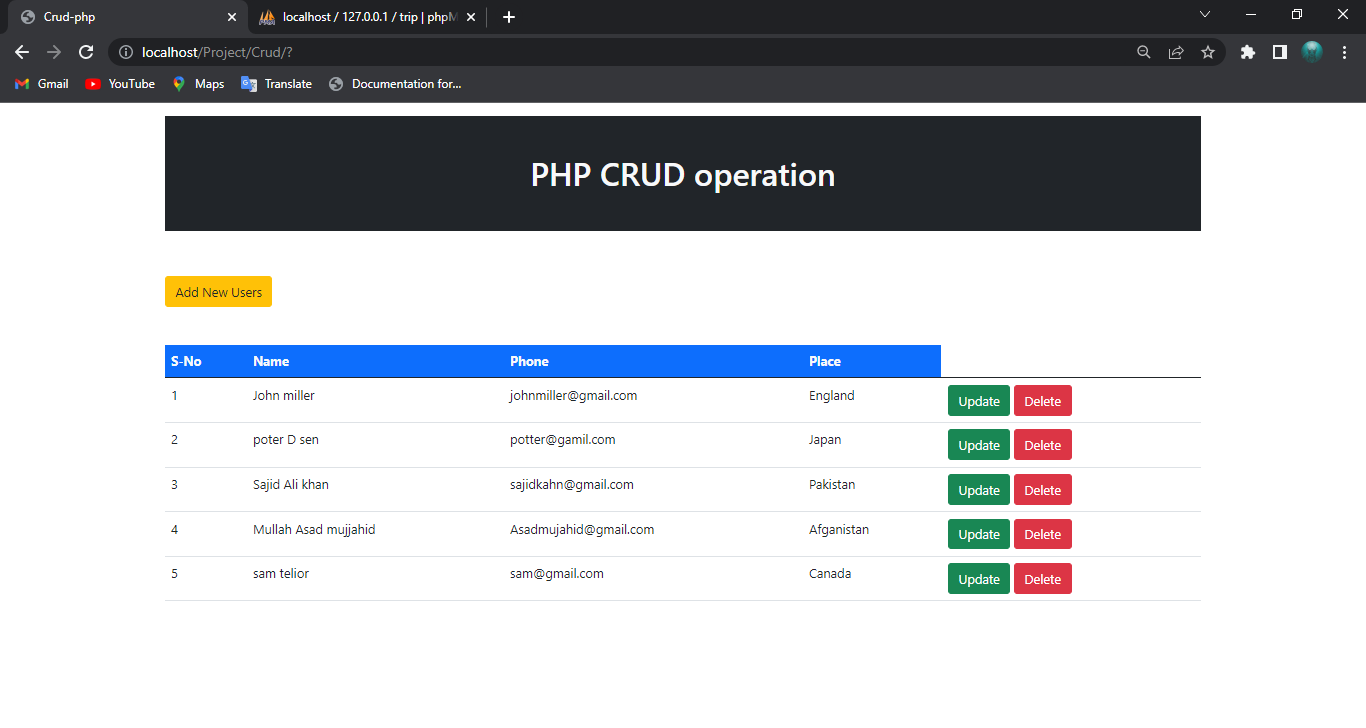 Crud-php
localhost / 127.0.0.1 / trip | phpM
localhost/Project/Crud/?
Gmail YouTube Maps Translate Documentation for...
PHP CRUD operation
Add New Users
S-No Name Phone Place
1 John miller johnmiller@gmail.com England Update Delete
2 poter D sen potter@gamil.com Japan Update Delete
3 Sajid Ali khan sajidkahn@gmail.com Pakistan Update Delete
4 Mullah Asad mujjahid Asadmujahid@gmail.com Afganistan Update Delete
5 sam telior sam@gmail.com Canada Update Delete